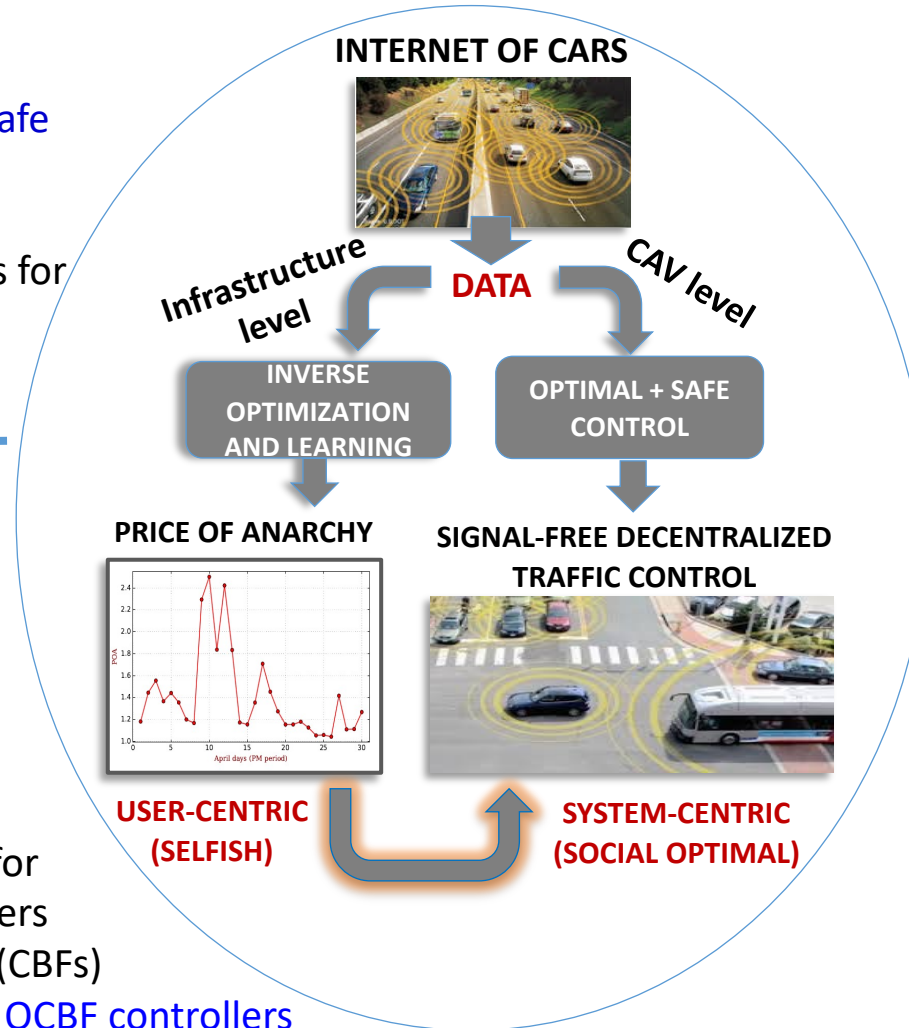 INTERNET OF CARS
afe
s for
Infrastructure
level
DATA
CAV level
INVERSE
OPTIMIZATION
AND LEARNING
OPTIMAL + SAFE
CONTROL
PRICE OF ANARCHY
SIGNAL-FREE DECENTRALIZED
TRAFFIC CONTROL
2.4
2.2
2.0
1.8
1.6
1.4
1.2
1.0
POA
0 5 10 15 20 25 30
April days (PM period)
USER-CENTRIC
(SELFISH)
SYSTEM-CENTRIC
(SOCIAL OPTIMAL)
for
ers
(CBFs)
OCBF controllers